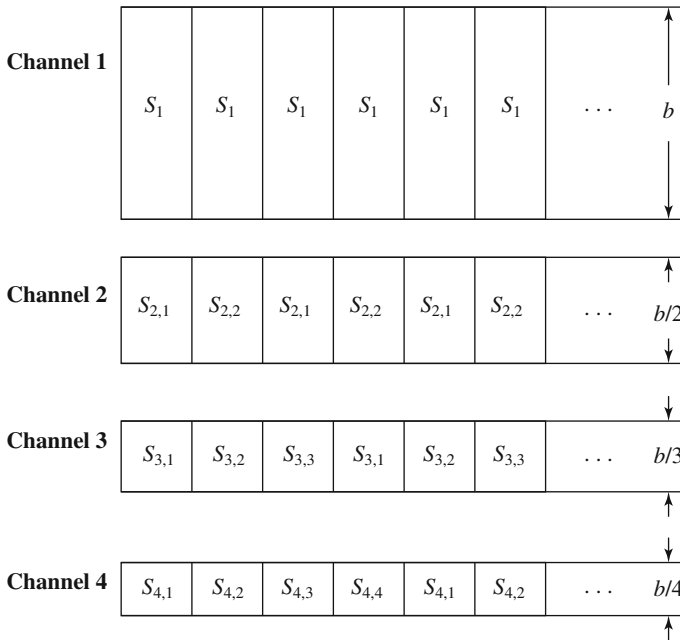 Channel 1
S₁ S₁ S₁ S₁ S₁ S₁ . . . b
Channel 2
S₂,₁ S₂,₂ S₂,₁ S₂,₂ S₂,₁ S₂,₂ . . . b/2
Channel 3
S₃,₁ S₃,₂ S₃,₃ S₃,₁ S₃,₂ S₃,₃ . . . b/3
Channel 4
S₄,₁ S₄,₂ S₄,₃ S₄,₄ S₄,₁ S₄,₂ . . . b/4